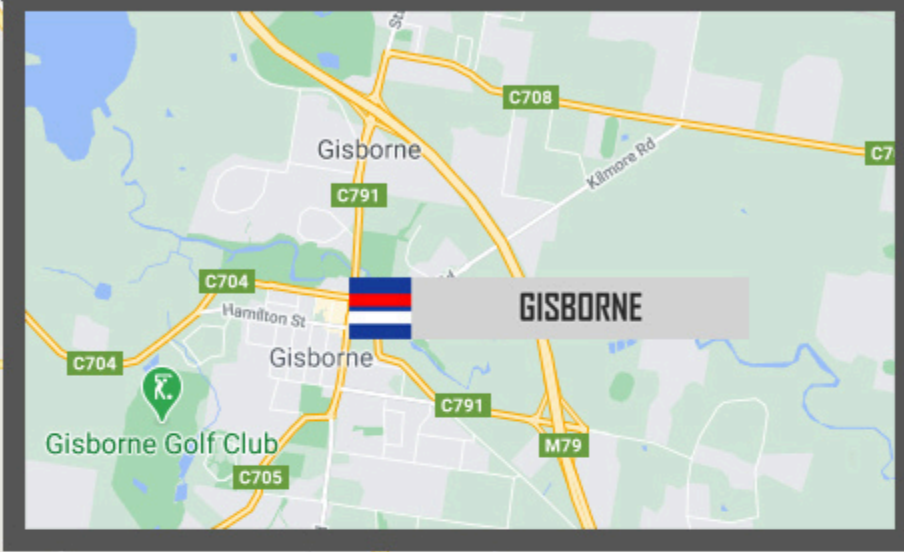 C708
Gisborne
Kilmore Rd
C791
C704
GISBORNE
Hamilton St
Gisborne
C704
C791
Gisborne Golf Club
M79
C705